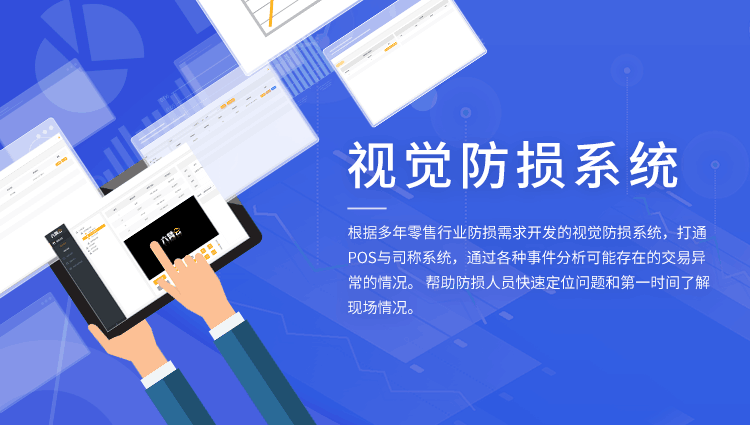 视觉防损系统
根据多年零售行业防损需求开发的视觉防损系统，打通
POS与司称系统，通过各种事件分析可能存在的交易异
常的情况。 帮助防损人员快速定位问题和第一时间了解
现场情况。